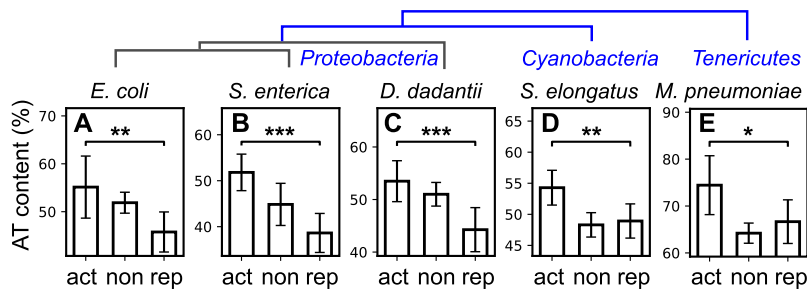 Proteobacteria Cyanobacteria Tenericutes
E. coli S. enterica D. dadantii S. elongatus M. pneumoniae
AT content (%)
A
**
70
60
50
act non rep
B
***
60
50
40
act non rep
C
***
60
50
40
act non rep
D
**
65
60
55
50
45
act non rep
E
*
90
80
70
60
act non rep